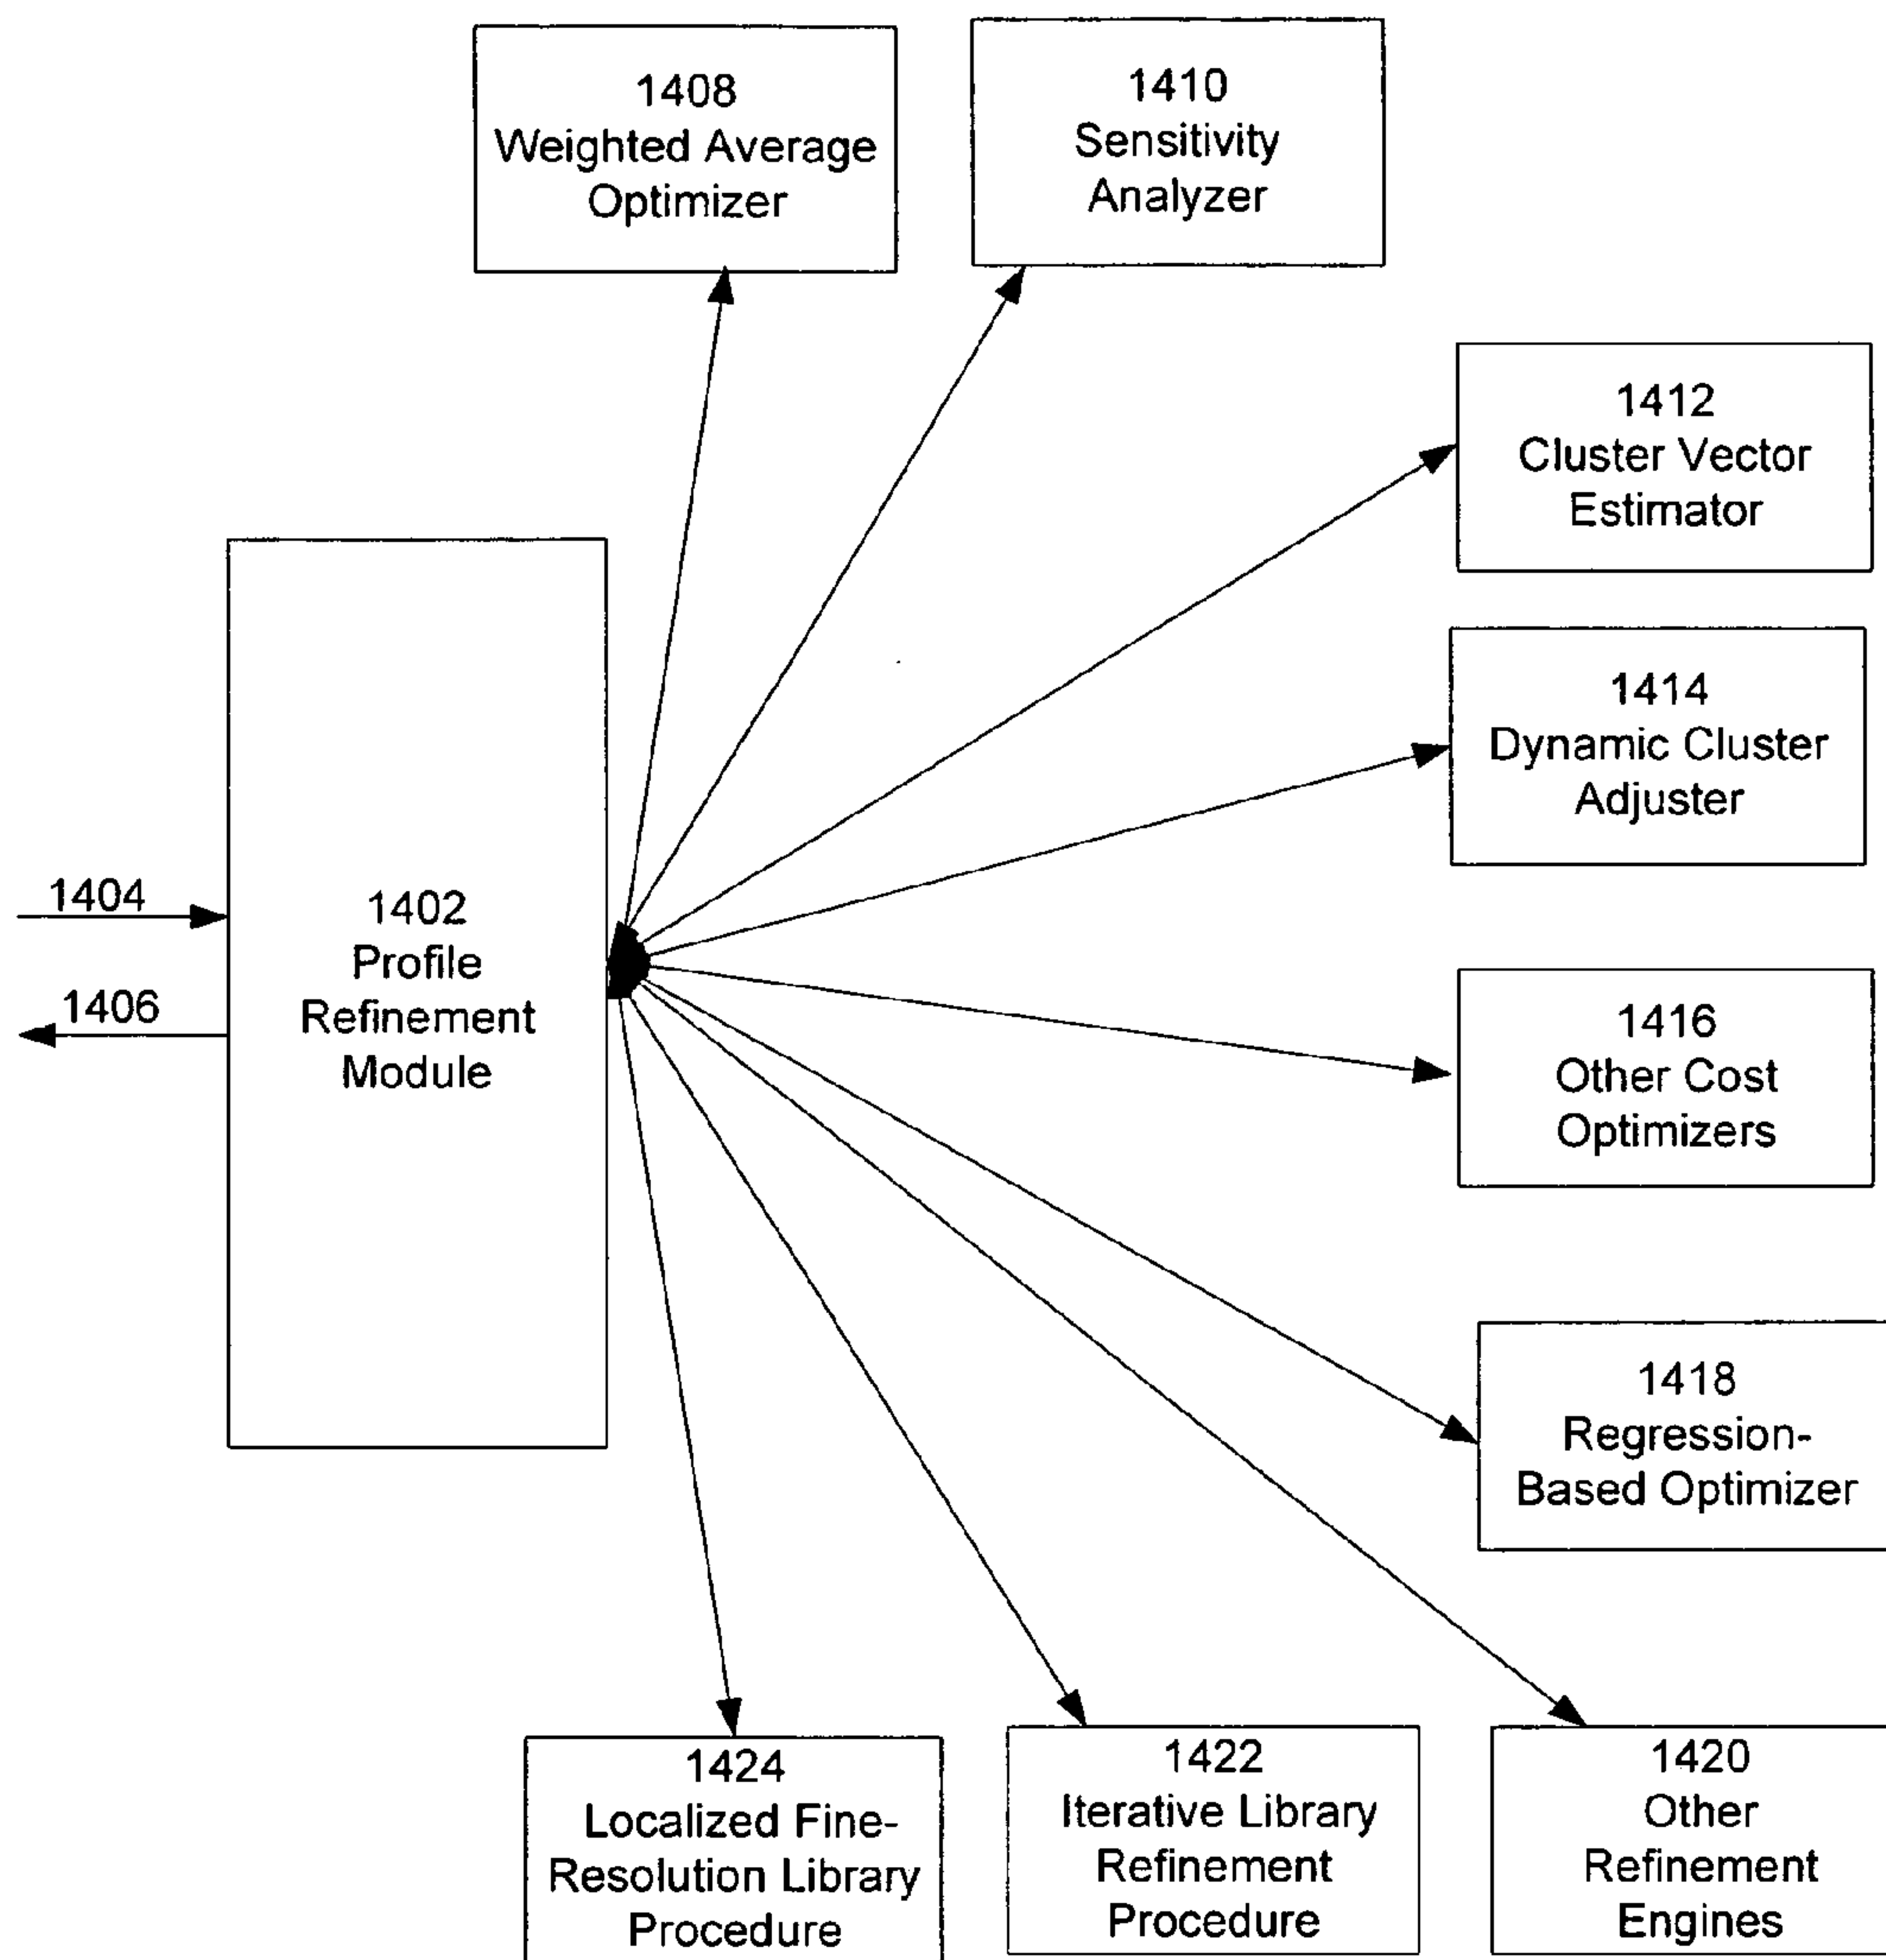 1408
Weighted Average
Optimizer
1410
Sensitivity
Analyzer
1412
Cluster Vector
Estimator
1414
Dynamic Cluster
Adjuster
1404
1406
1402
Profile
Refinement
Module
1416
Other Cost
Optimizers
1418
Regression-
Based Optimizer
1424
Localized Fine-
Resolution Library
Procedure
1422
Iterative Library
Refinement
Procedure
1420
Other
Refinement
Engines